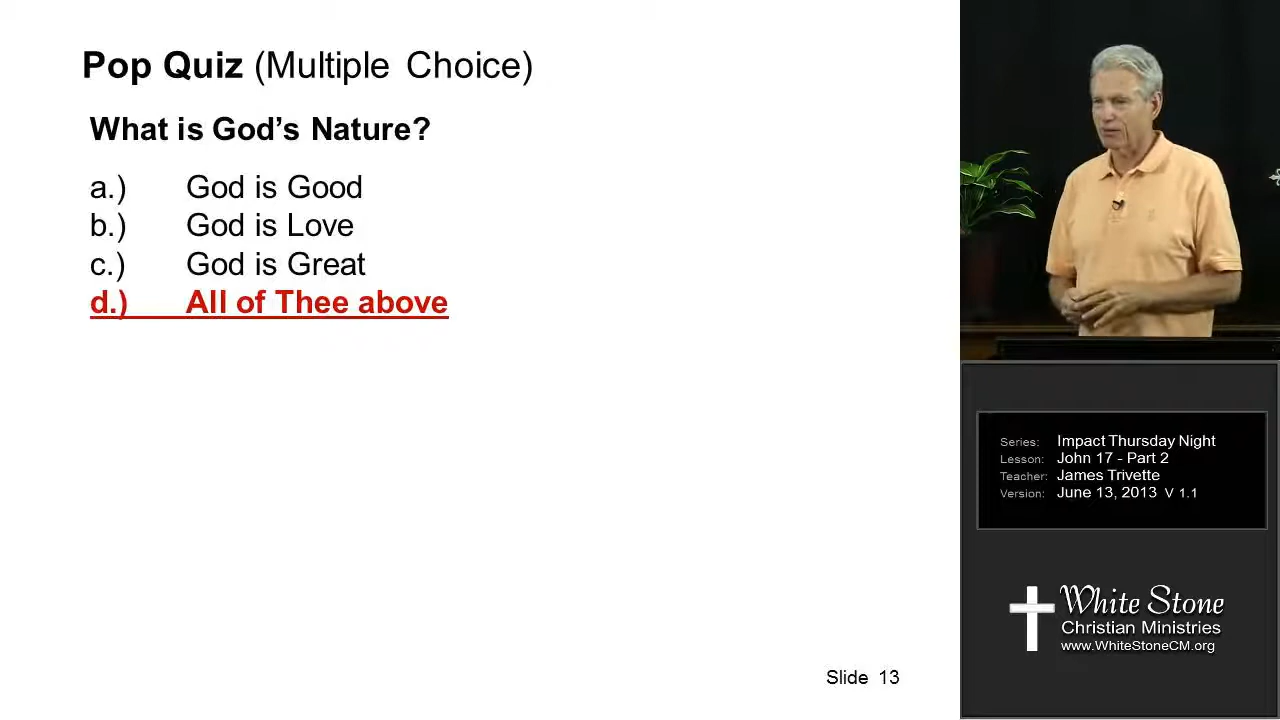 Pop Quiz (Multiple Choice)
What is God's Nature?
a.) God is Good
b.) God is Love
c.) God is Great
d.) All of Thee above
Slide 13
Series: Impact Thursday Night
Lesson: John 17 - Part 2
Teacher: James Trivette
Version: June 13, 2013 V 1.1
White Stone
Christian Ministries
www.WhiteStoneCM.org